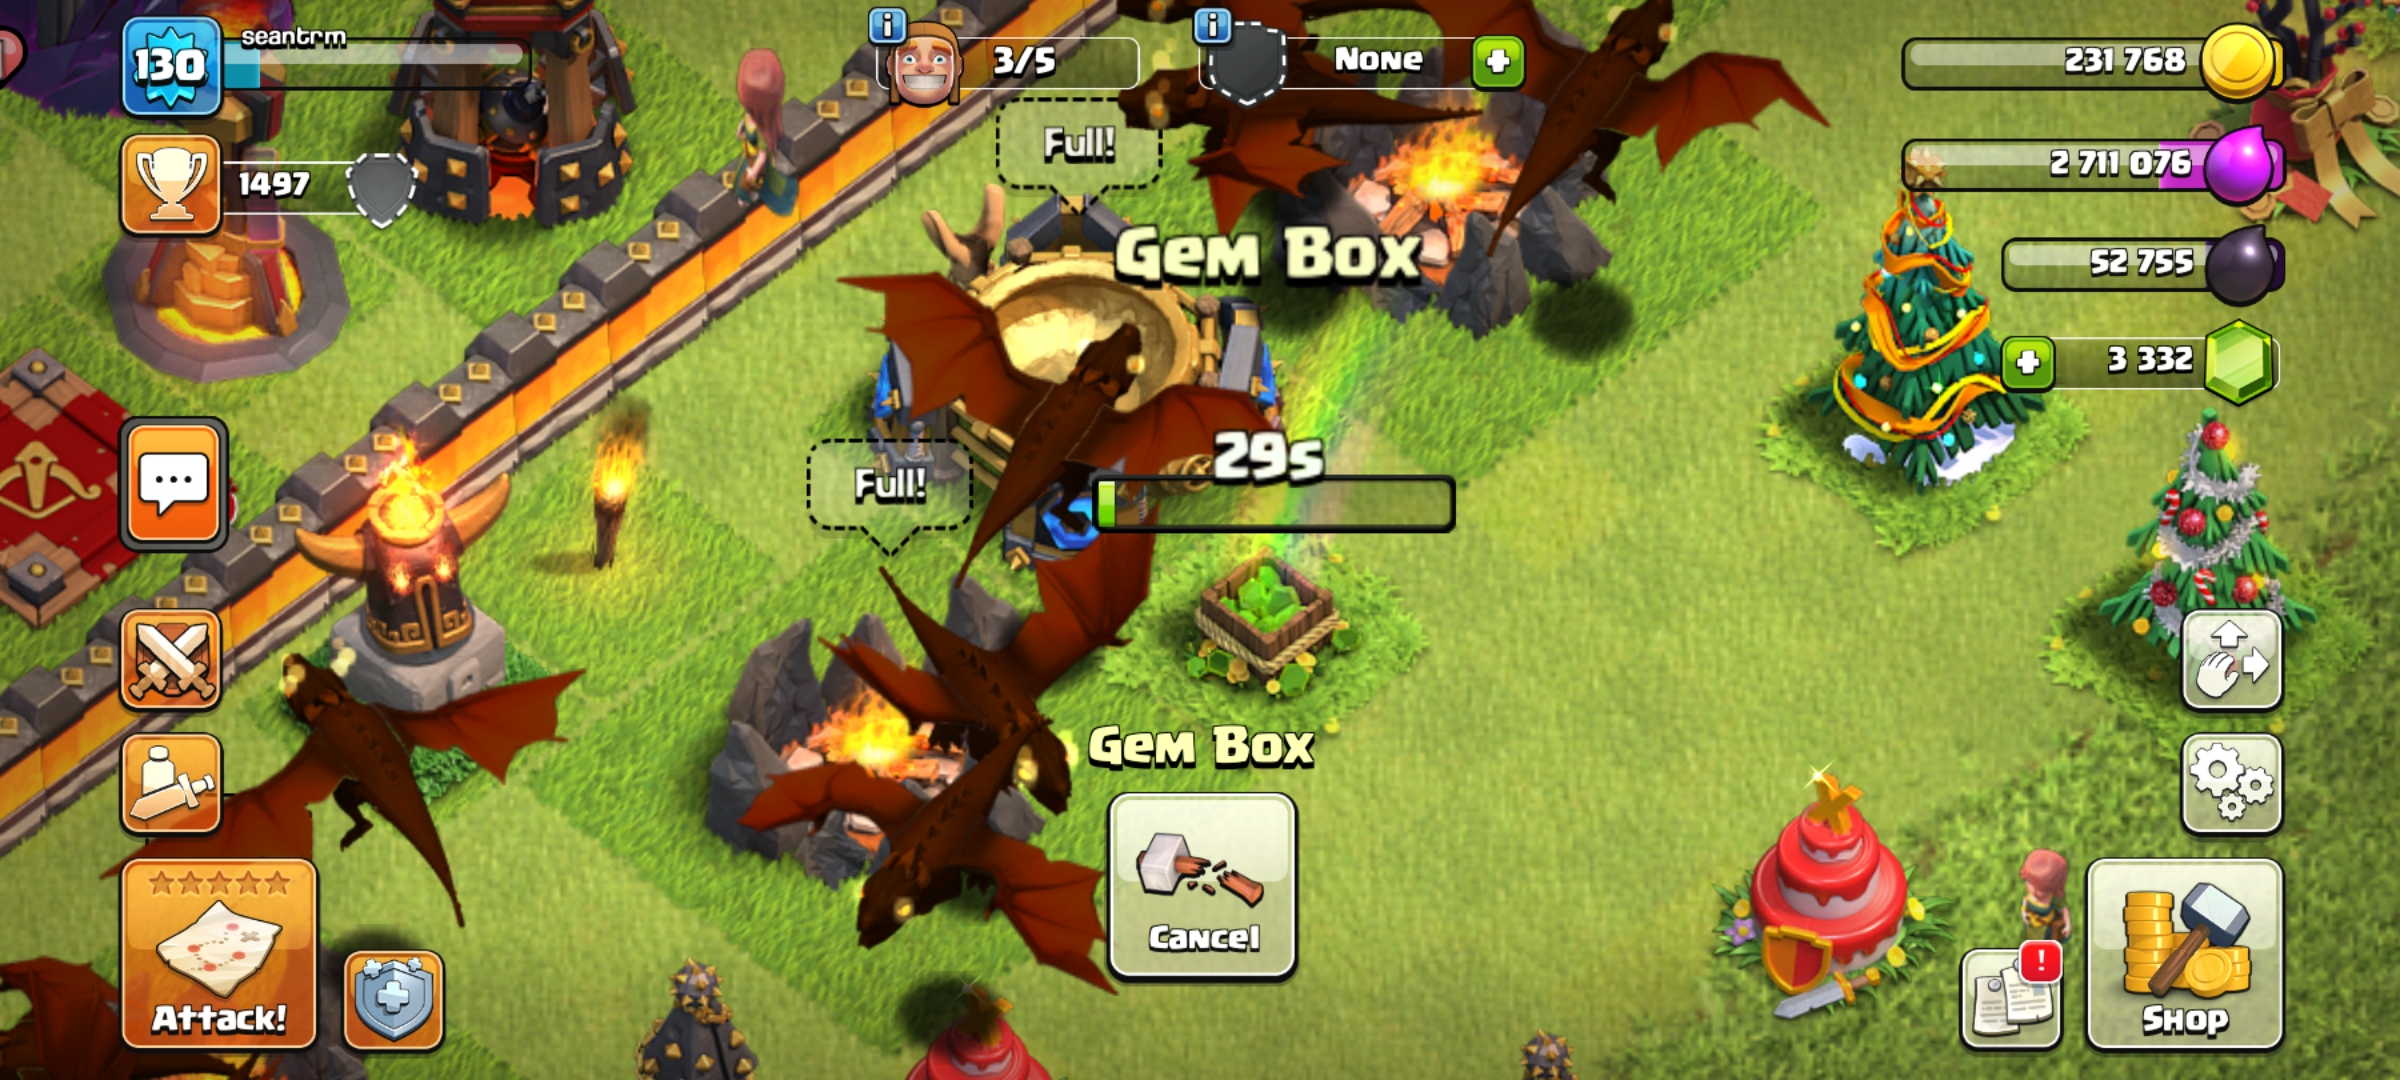 130
seantrm
3/5
None
231 768
1497
Full!
2 711 076
Gem Box
52 755
3 332
29s
Full!
Gem Box
Cancel
Attack!
!
Shop